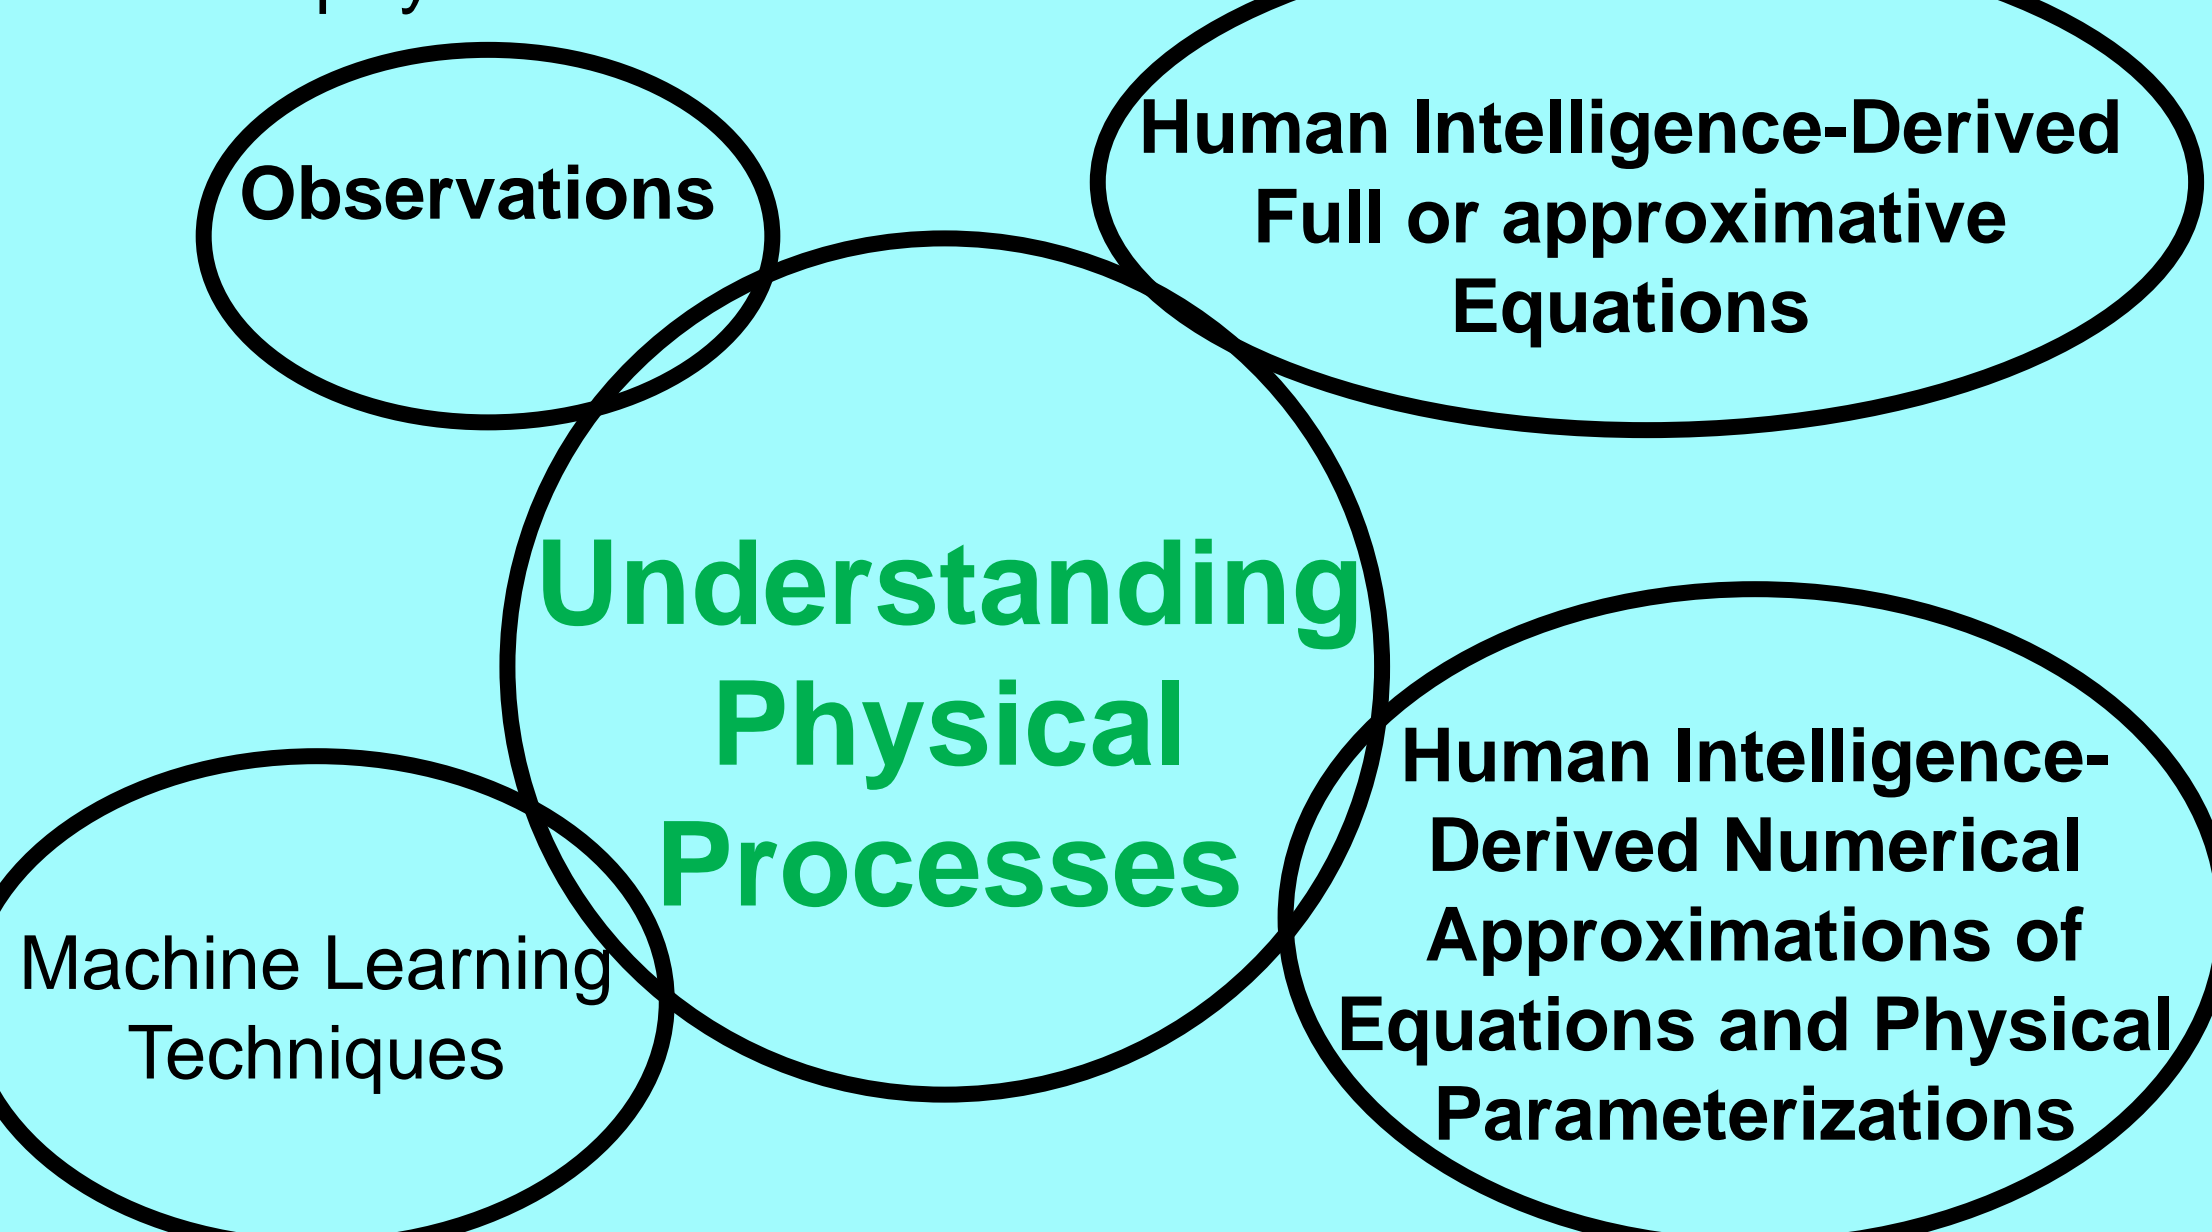 Observations
Human Intelligence-Derived
Full or approximative
Equations
Understanding
Physical
Processes
Machine Learning
Techniques
Human Intelligence-
Derived Numerical
Approximations of
Equations and Physical
Parameterizations